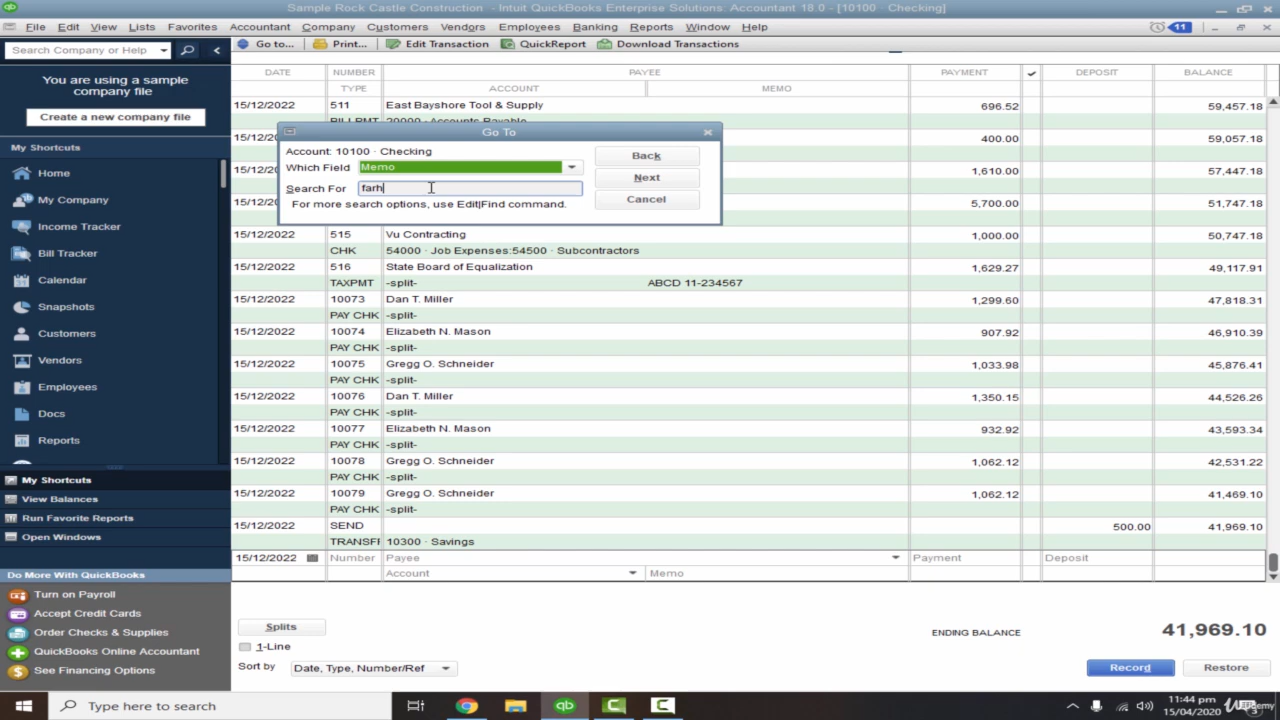 Sample Rock Castle Construction - Intuit QuickBooks Enterprise Solutions: Accountant 18.0 - [10100 · Checking]
File Edit View Lists Favorites Accountant Company Customers Vendors Employees Banking Reports Window Help 11
Search Company or Help
Go to... Print... Edit Transaction QuickReport Download Transactions
You are using a sample
company file
Create a new company file
My Shortcuts
Home
My Company
Income Tracker
Bill Tracker
Calendar
Snapshots
Customers
Vendors
Employees
Docs
Reports
My Shortcuts
View Balances
Run Favorite Reports
Open Windows
Do More With QuickBooks
Turn on Payroll
Accept Credit Cards
Order Checks & Supplies
QuickBooks Online Accountant
See Financing Options
DATE NUMBER PAYEE PAYMENT ✓ DEPOSIT BALANCE
TYPE ACCOUNT MEMO
15/12/2022 511 East Bayshore Tool & Supply 696.52 59,457.18
BILLPMT 20000 · Accounts Payable
15/12/2022 400.00 59,057.18
15/12/2022 1,610.00 57,447.18
15/12/2022 5,700.00 51,747.18
Go To
Account: 10100 · Checking
Which Field Memo
Search For farh
For more search options, use Edit|Find command.
Back
Next
Cancel
15/12/2022 515 Vu Contracting 1,000.00 50,747.18
CHK 54000 · Job Expenses:54500 · Subcontractors
15/12/2022 516 State Board of Equalization 1,629.27 49,117.91
TAXPMT -split- ABCD 11-234567
15/12/2022 10073 Dan T. Miller 1,299.60 47,818.31
PAY CHK -split-
15/12/2022 10074 Elizabeth N. Mason 907.92 46,910.39
PAY CHK -split-
15/12/2022 10075 Gregg O. Schneider 1,033.98 45,876.41
PAY CHK -split-
15/12/2022 10076 Dan T. Miller 1,350.15 44,526.26
PAY CHK -split-
15/12/2022 10077 Elizabeth N. Mason 932.92 43,593.34
PAY CHK -split-
15/12/2022 10078 Gregg O. Schneider 1,062.12 42,531.22
PAY CHK -split-
15/12/2022 10079 Gregg O. Schneider 1,062.12 41,469.10
PAY CHK -split-
15/12/2022 SEND 500.00 41,969.10
TRANSFR 10300 · Savings
15/12/2022 Number Payee Payment Deposit
Account Memo
Splits
1-Line
Sort by Date, Type, Number/Ref
ENDING BALANCE 41,969.10
Record Restore
Type here to search
11:44 pm
15/04/2020